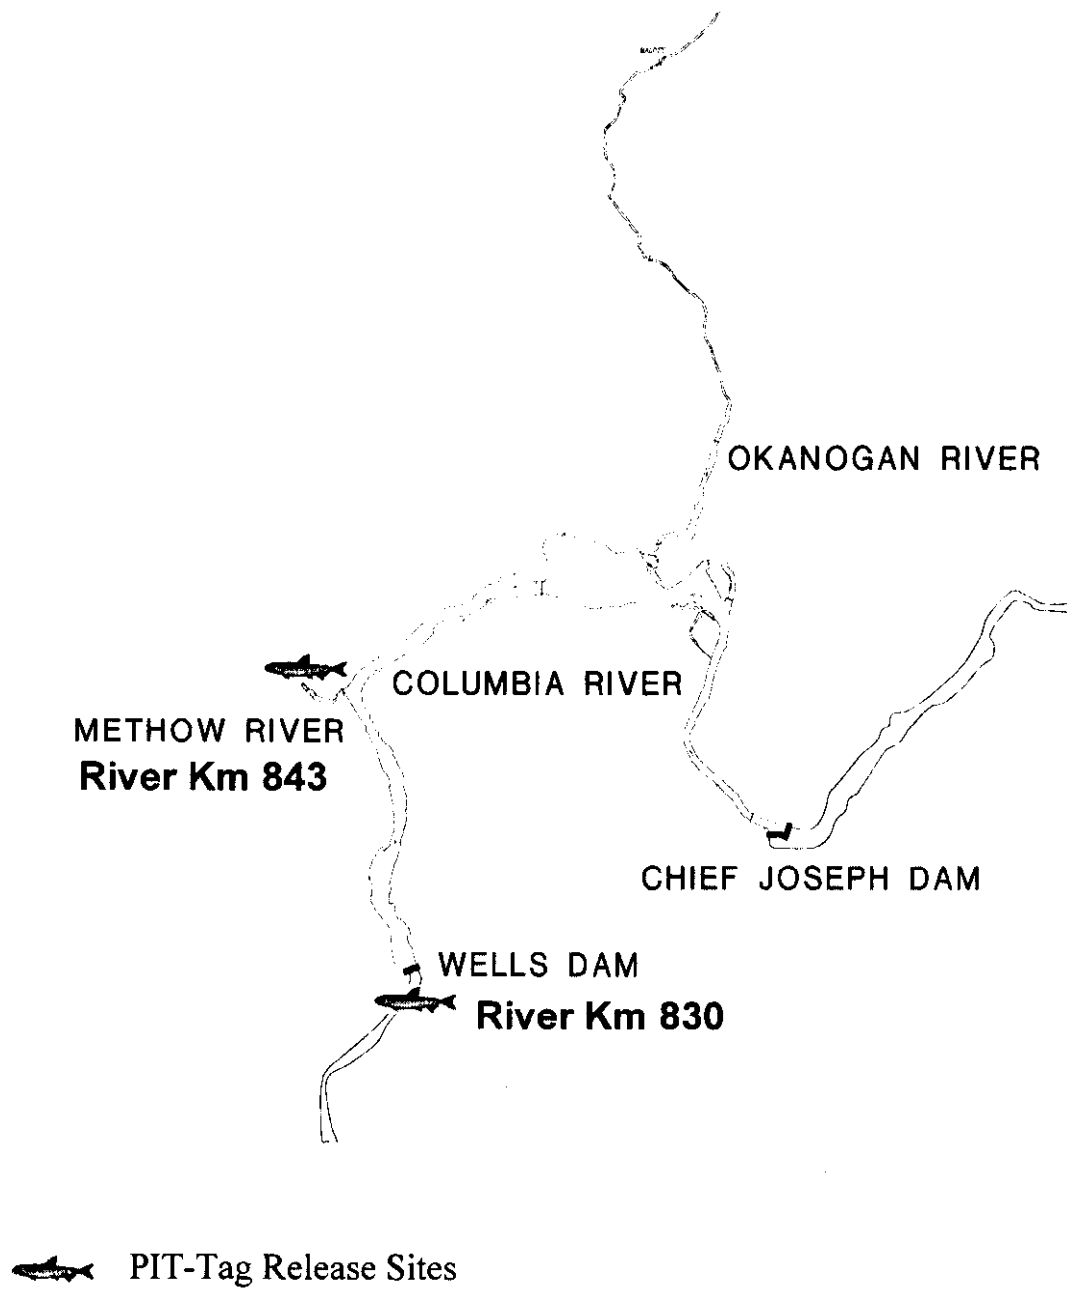 OKANOGAN RIVER
COLUMBIA RIVER
METHOW RIVER
River Km 843
CHIEF JOSEPH DAM
WELLS DAM
River Km 830
PIT-Tag Release Sites